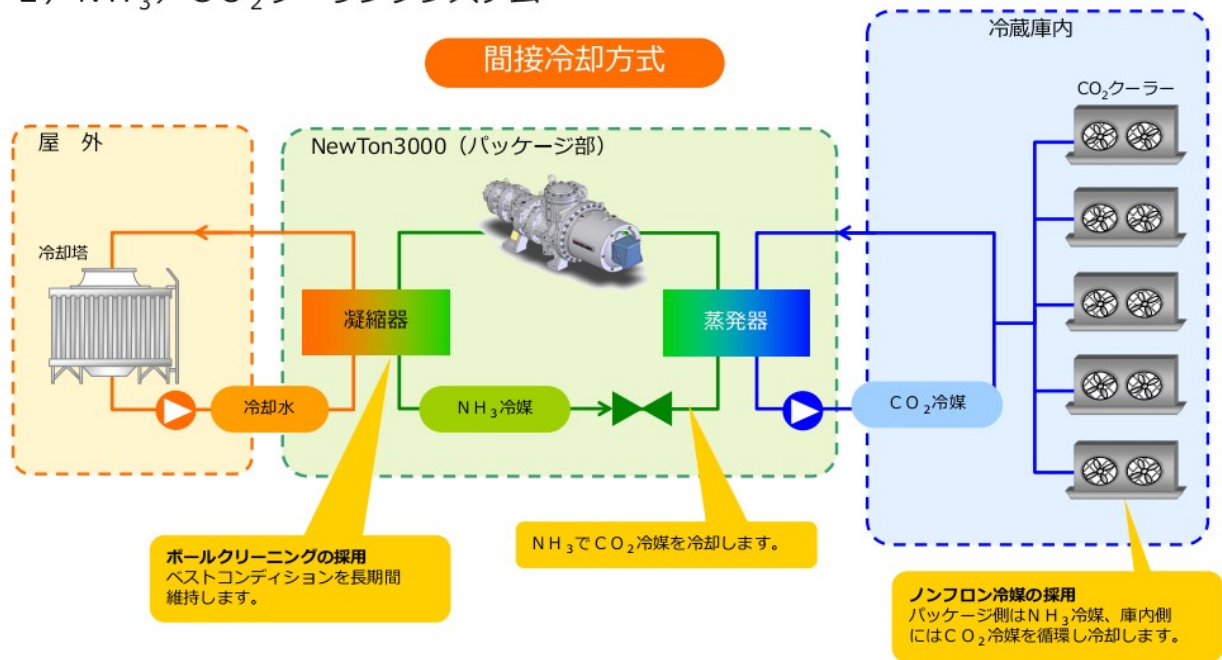 間接冷却方式
屋 外
冷却塔
冷却水
NewTon3000（パッケージ部）
凝縮器
蒸発器
ＮＨ₃冷媒
ＣＯ₂冷媒
冷蔵庫内
CO₂クーラー
ボールクリーニングの採用
ベストコンディションを長期間
維持します。
ＮＨ₃でＣＯ₂冷媒を冷却します。
ノンフロン冷媒の採用
パッケージ側はＮＨ₃冷媒、庫内側
にはＣＯ₂冷媒を循環し冷却します。